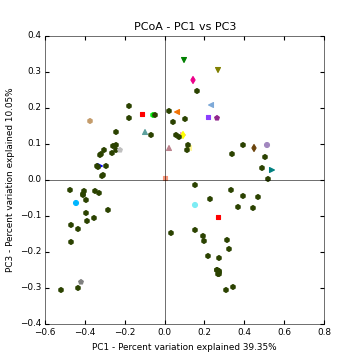 PCoA - PC1 vs PC3
0.4
0.3
0.2
0.1
0.0
−0.1
−0.2
−0.3
−0.4
PC3 - Percent variation explained 10.05%
−0.6 −0.4 −0.2 0.0 0.2 0.4 0.6 0.8
PC1 - Percent variation explained 39.35%